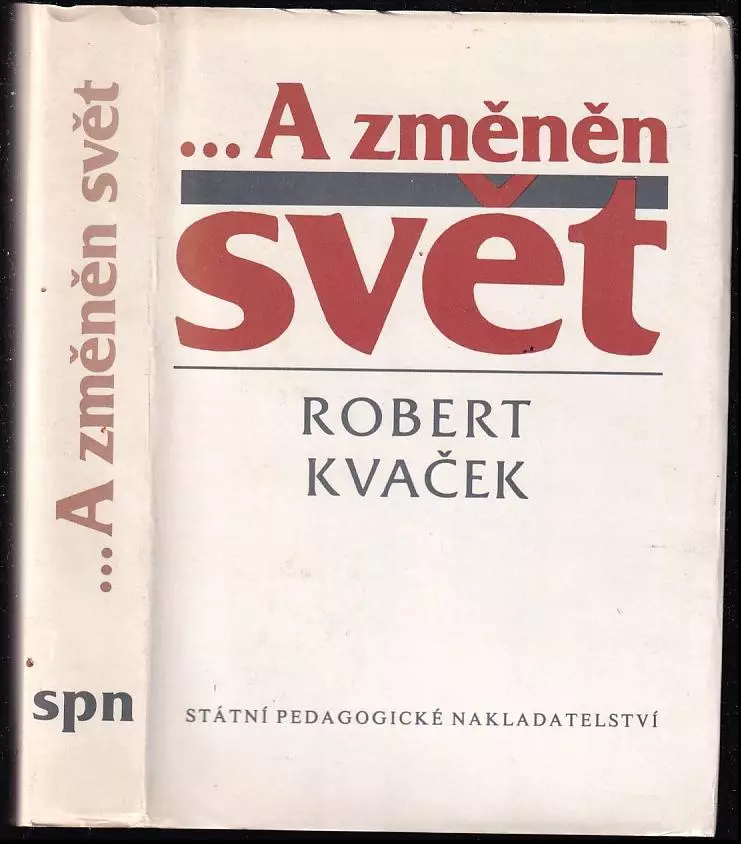 ...A změněn svět
spn
...A změněn
svět
ROBERT
KVAČEK
STÁTNÍ PEDAGOGICKÉ NAKLADATELSTVÍ